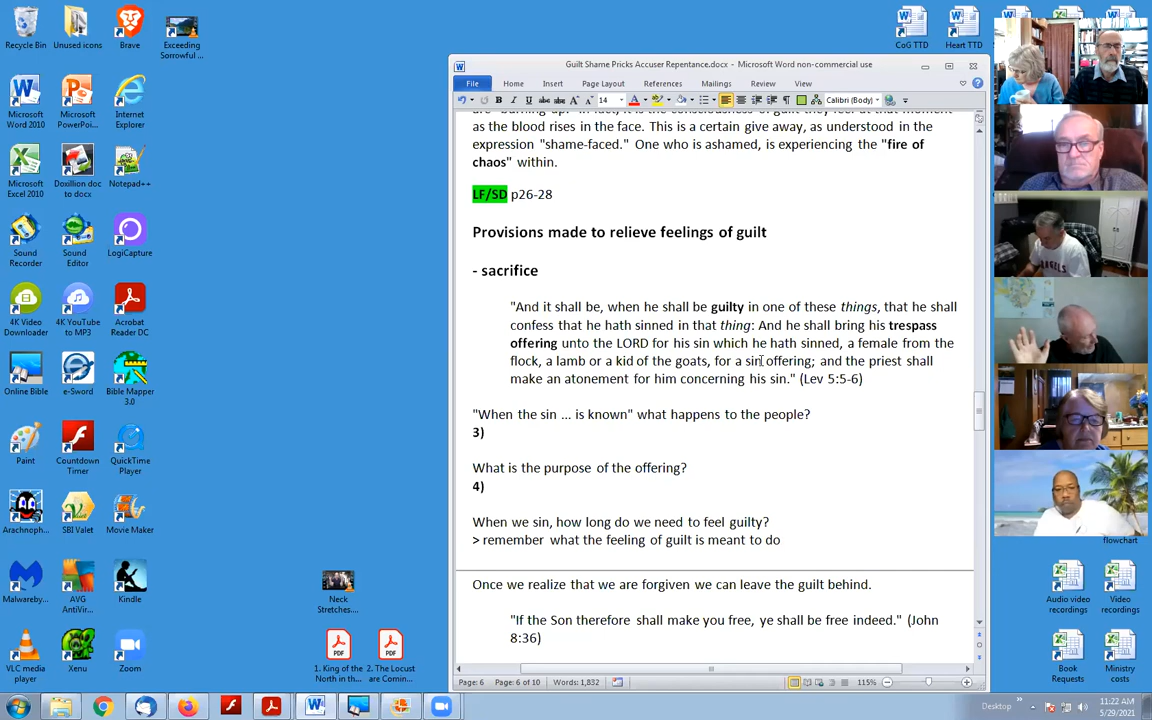 Recycle Bin
Unused icons
Brave
Exceeding
Sorrowful ...
Microsoft
Word 2010
Microsoft
PowerPoi...
Internet
Explorer
Microsoft
Excel 2010
Doxillion doc
to docx
Notepad++
Sound
Recorder
Sound
Editor
LogiCapture
4K Video
Downloader
4K YouTube
to MP3
Acrobat
Reader DC
Online Bible
e-Sword
Bible Mapper
3.0
Paint
Countdown
Timer
QuickTime
Player
Arachnoph...
SBI Valet
Movie Maker
Malwareby...
AVG
AntiVir...
Kindle
VLC media
player
Xenu
Zoom
Neck
Stretches....
1. King of the
North in th...
2. The Locust
are Cornin...
CoG TTD
Heart TTD
Guilt Shame Pricks Accuser Repentance.docx - Microsoft Word non-commercial use
File Home Insert Page Layout References Mailings Review View
14
Calibri (Body)
as the blood rises in the face. This is a certain give away, as understood in the
expression "shame-faced." One who is ashamed, is experiencing the "fire of
chaos" within.
LF/SD p26-28
Provisions made to relieve feelings of guilt
- sacrifice
"And it shall be, when he shall be guilty in one of these things, that he shall
confess that he hath sinned in that thing: And he shall bring his trespass
offering unto the LORD for his sin which he hath sinned, a female from the
flock, a lamb or a kid of the goats, for a sin offering; and the priest shall
make an atonement for him concerning his sin." (Lev 5:5-6)
"When the sin ... is known" what happens to the people?
3)
What is the purpose of the offering?
4)
When we sin, how long do we need to feel guilty?
> remember what the feeling of guilt is meant to do
Once we realize that we are forgiven we can leave the guilt behind.
"If the Son therefore shall make you free, ye shall be free indeed." (John
8:36)
Page: 6 Page: 6 of 10 Words: 1,832 115%
flowchart
Audio video
recordings
Video
recordings
Book
Requests
Ministry
costs
Desktop
11:22 AM
5/29/2021